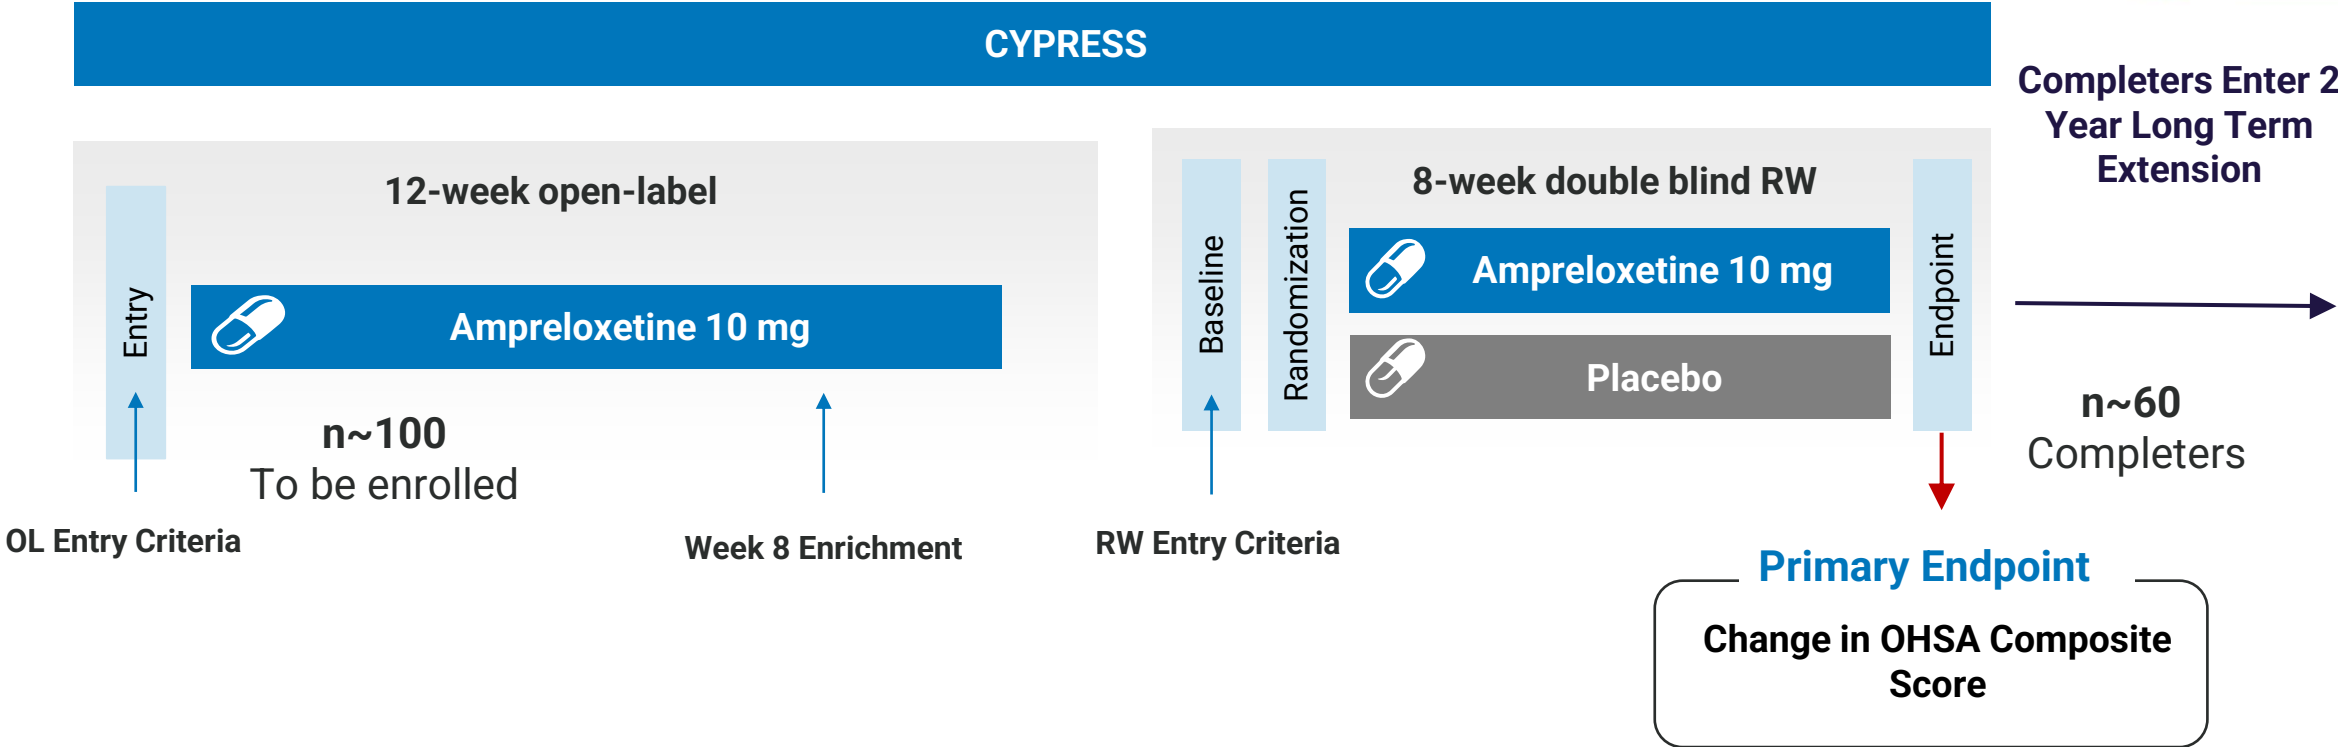 CYPRESS
Completers Enter 2
Year Long Term
Extension
12-week open-label
Entry
Ampreloxetine 10 mg
n~100
To be enrolled
OL Entry Criteria
Week 8 Enrichment
8-week double blind RW
Baseline
Randomization
Ampreloxetine 10 mg
Placebo
Endpoint
RW Entry Criteria
n~60
Completers
Primary Endpoint
Change in OHSA Composite
Score